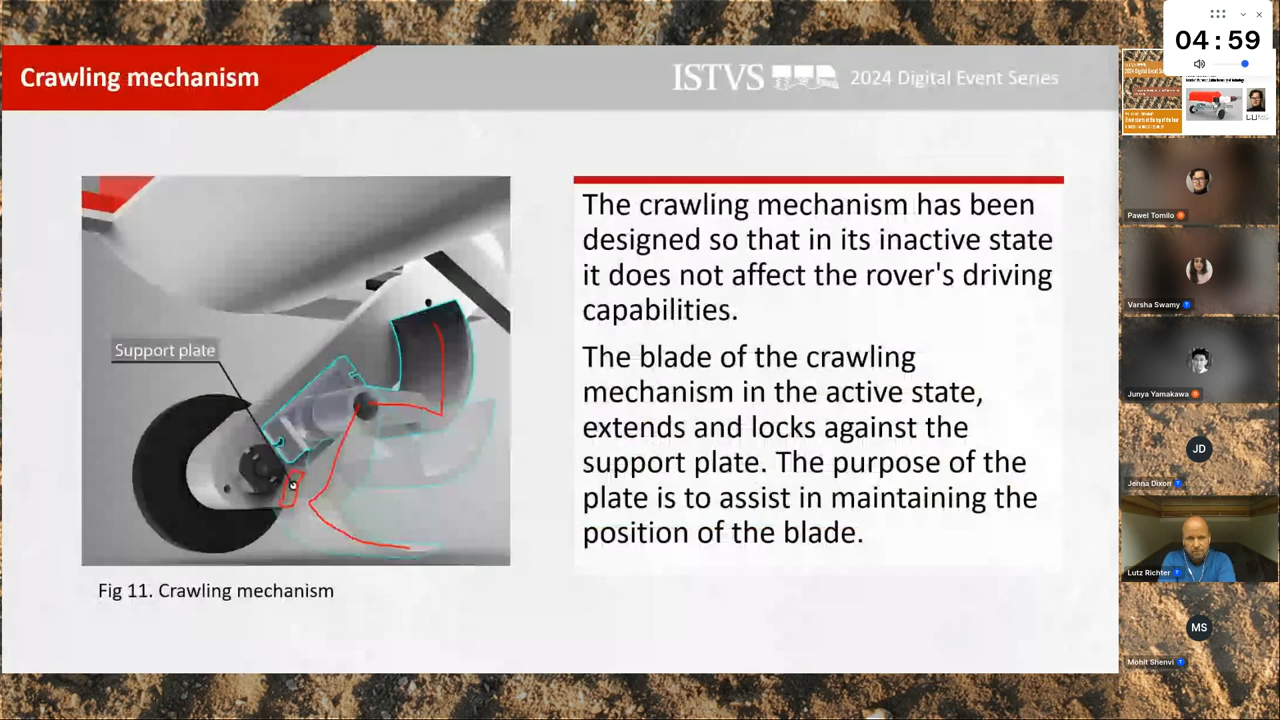 Crawling mechanism
ISTVS 2024 Digital Event Series
Support plate
Fig 11. Crawling mechanism
The crawling mechanism has been
designed so that in its inactive state
it does not affect the rover's driving
capabilities.
The blade of the crawling
mechanism in the active state,
extends and locks against the
support plate. The purpose of the
plate is to assist in maintaining the
position of the blade.
04:59
Pawel Tomilo
Varsha Swamy
Junya Yamakawa
JD
Jenna Dixon
Lutz Richter
MS
Mohit Shenvi